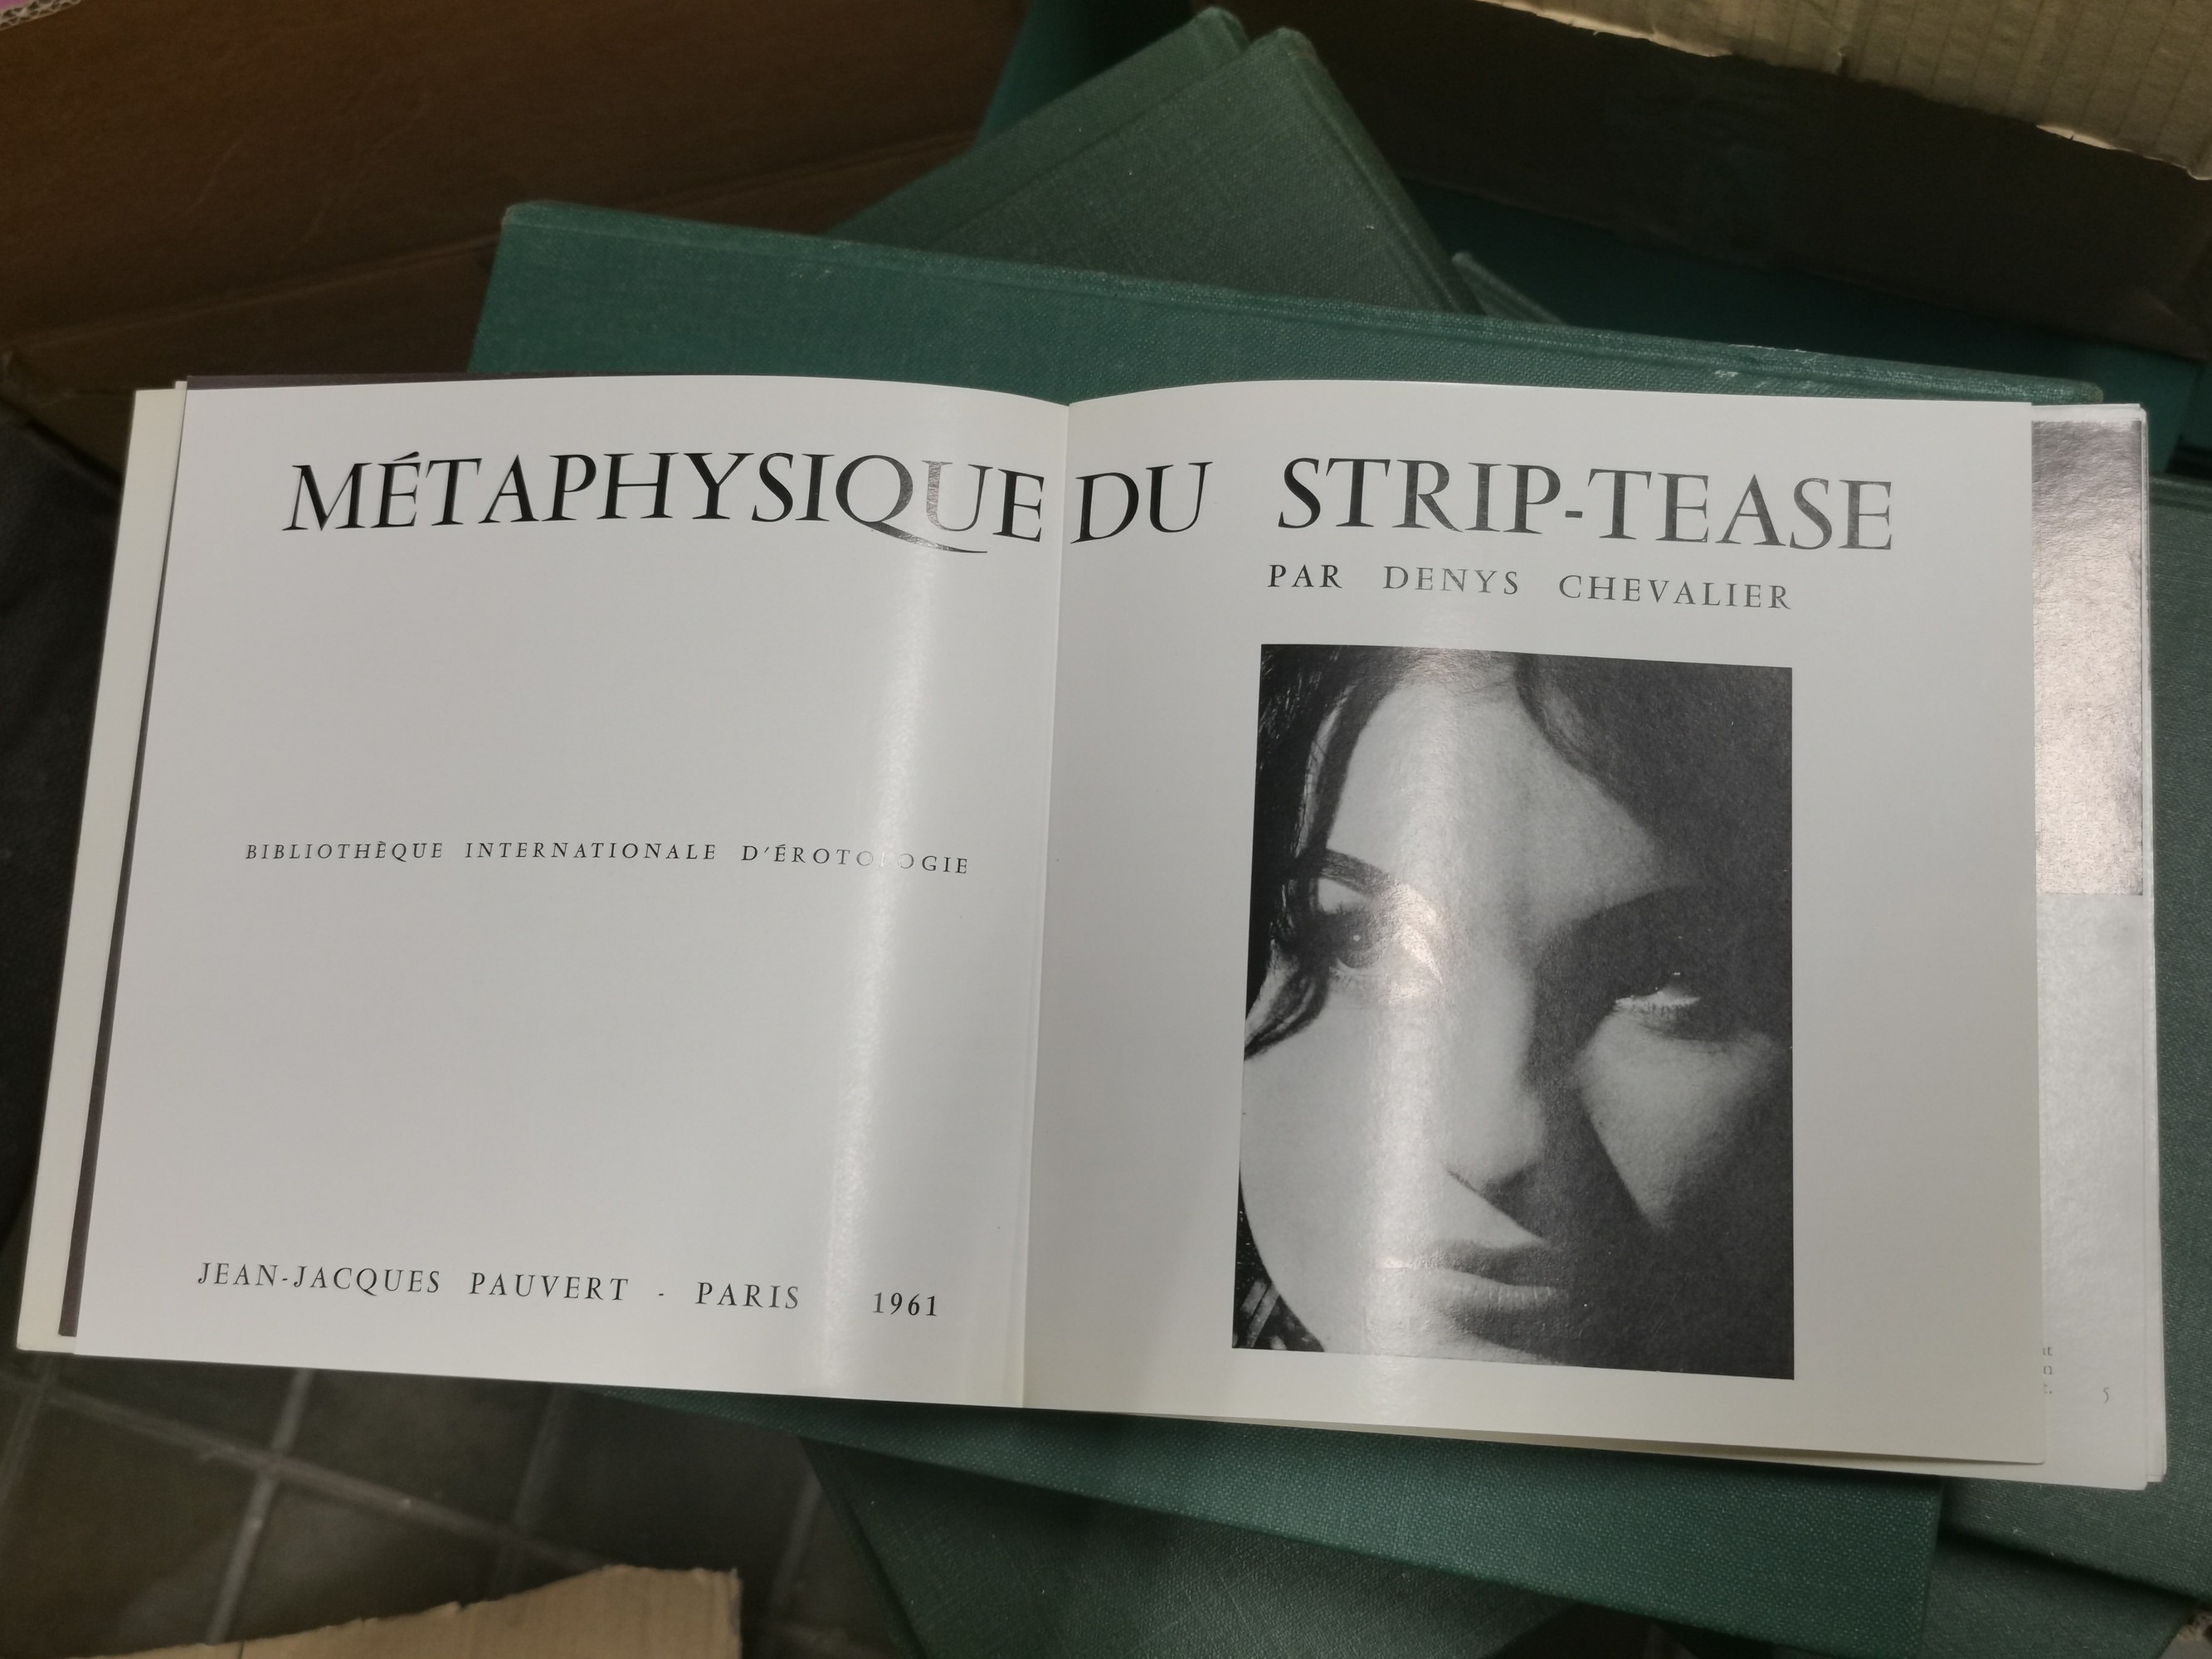 MÉTAPHYSIQUE DU STRIP-TEASE
PAR DENYS CHEVALIER
BIBLIOTHÈQUE INTERNATIONALE D'ÉROTOLOGIE
JEAN-JACQUES PAUVERT - PARIS 1961
5